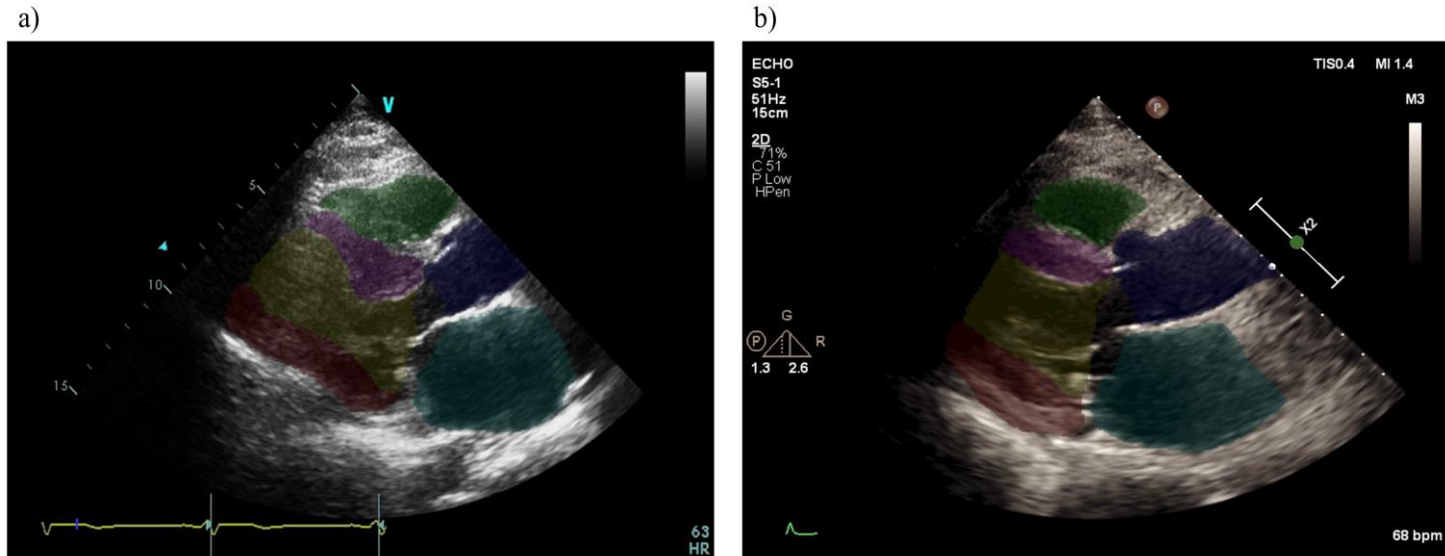 a)
V
5
10
15
63
HR
b)
ECHO
S5-1
51Hz
15cm
2D
71%
C 51
P Low
HPen
TIS0.4 MI 1.4
M3
P
X2
G
P R
1.3 2.6
68 bpm